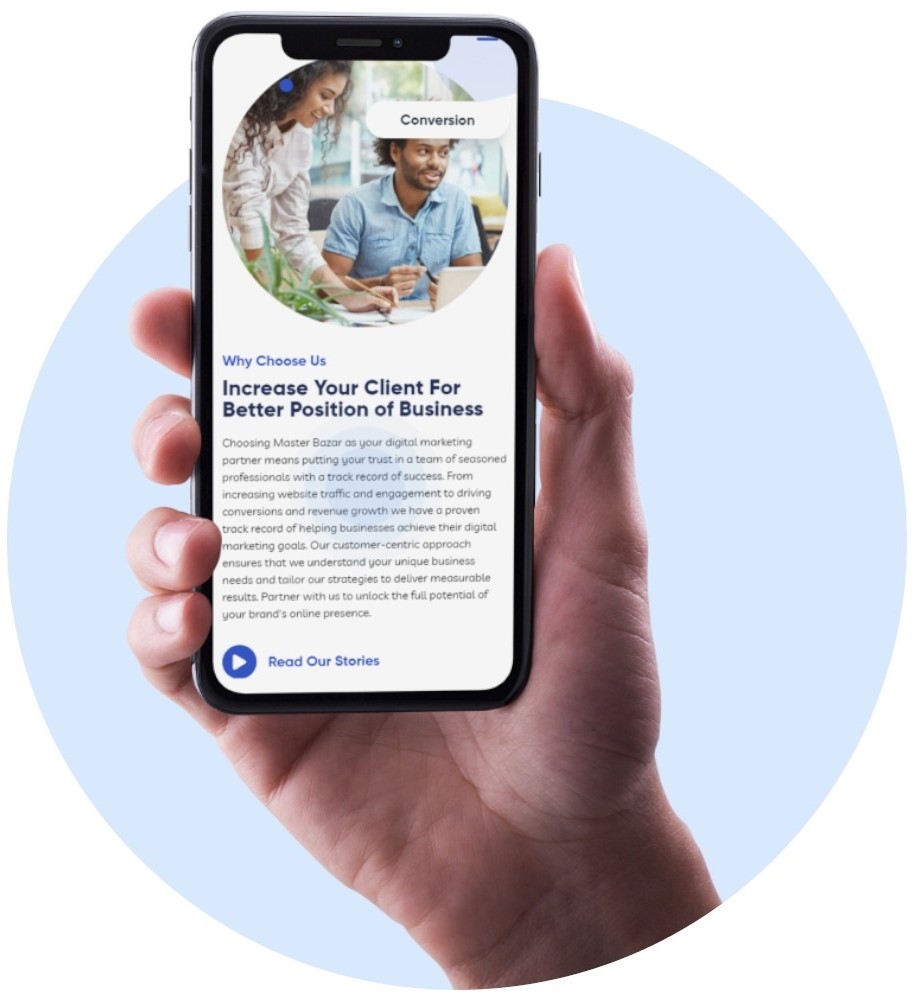 Conversion
Why Choose Us
Increase Your Client For
Better Position of Business
Choosing Master Bazar as your digital marketing
partner means putting your trust in a team of seasoned
professionals with a track record of success. From
increasing website traffic and engagement to driving
conversions and revenue growth we have a proven
track record of helping businesses achieve their digital
marketing goals. Our customer-centric approach
ensures that we understand your unique business
needs and tailor our strategies to deliver measurable
results. Partner with us to unlock the full potential of
your brand's online presence.
Read Our Stories